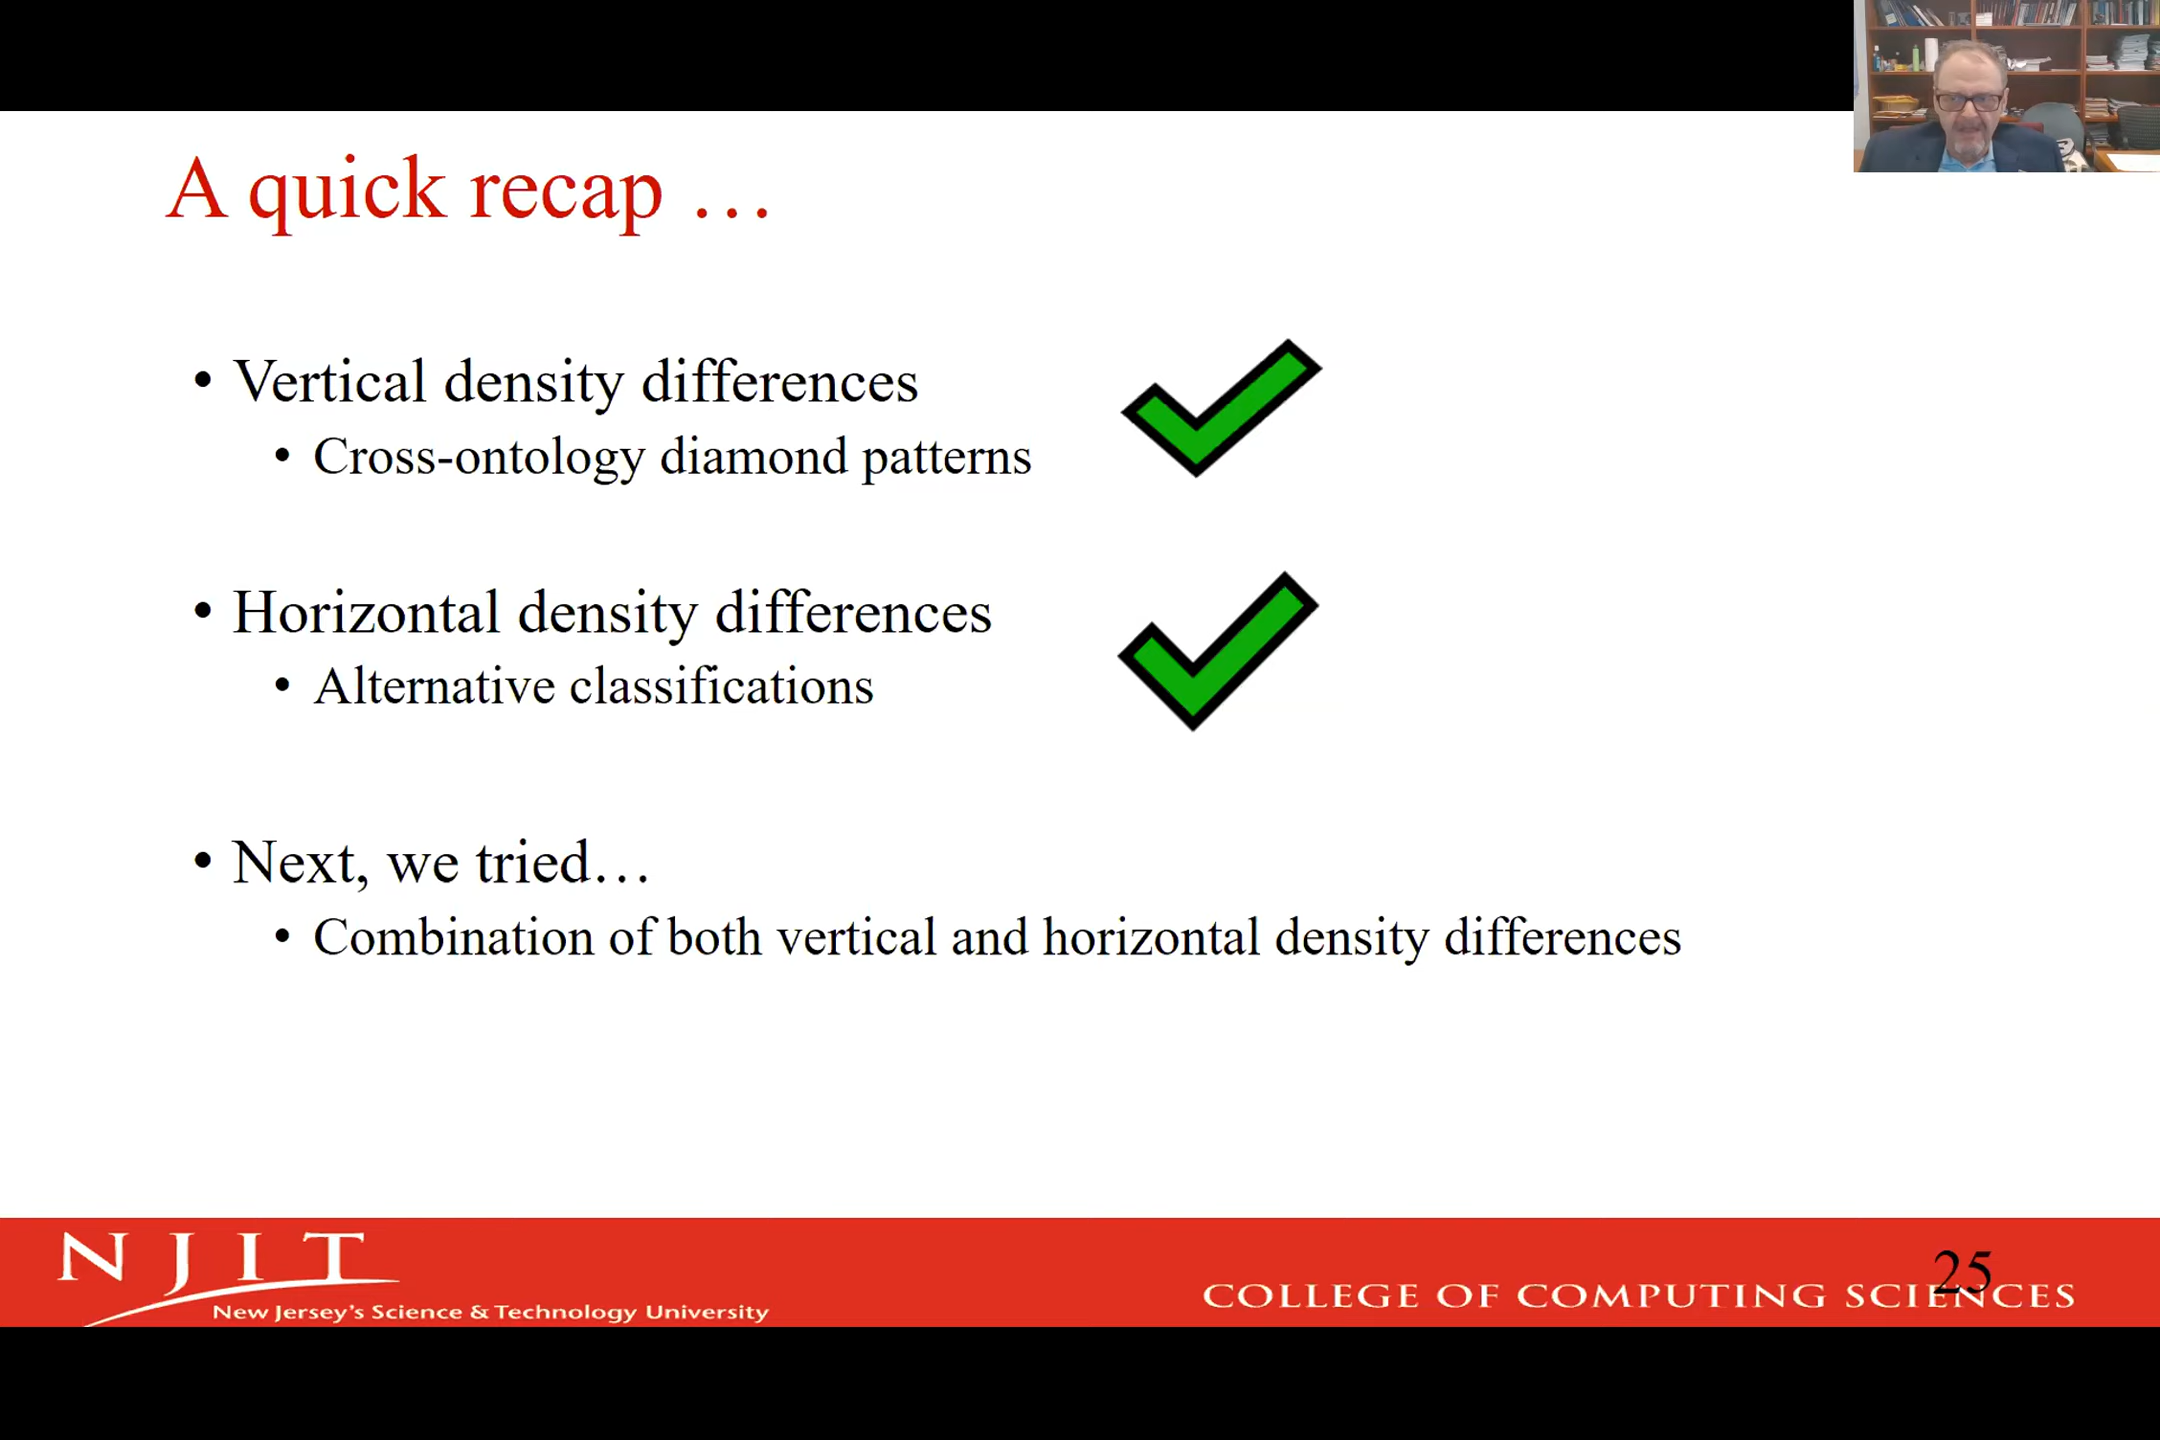 A quick recap …
• Vertical density differences
• Cross-ontology diamond patterns
• Horizontal density differences
• Alternative classifications
• Next, we tried…
• Combination of both vertical and horizontal density differences
NJIT
New Jersey's Science & Technology University
COLLEGE OF COMPUTING SCIENCES
25